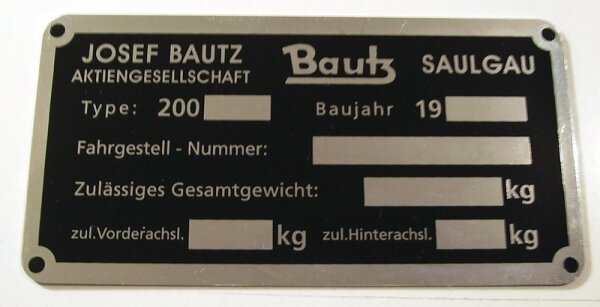 JOSEF BAUTZ Bautz SAULGAU
AKTIENGESELLSCHAFT
Type: 200 Baujahr 19
Fahrgestell - Nummer:
Zulässiges Gesamtgewicht: kg
zul.Vorderachsl. kg zul.Hinterachsl. kg